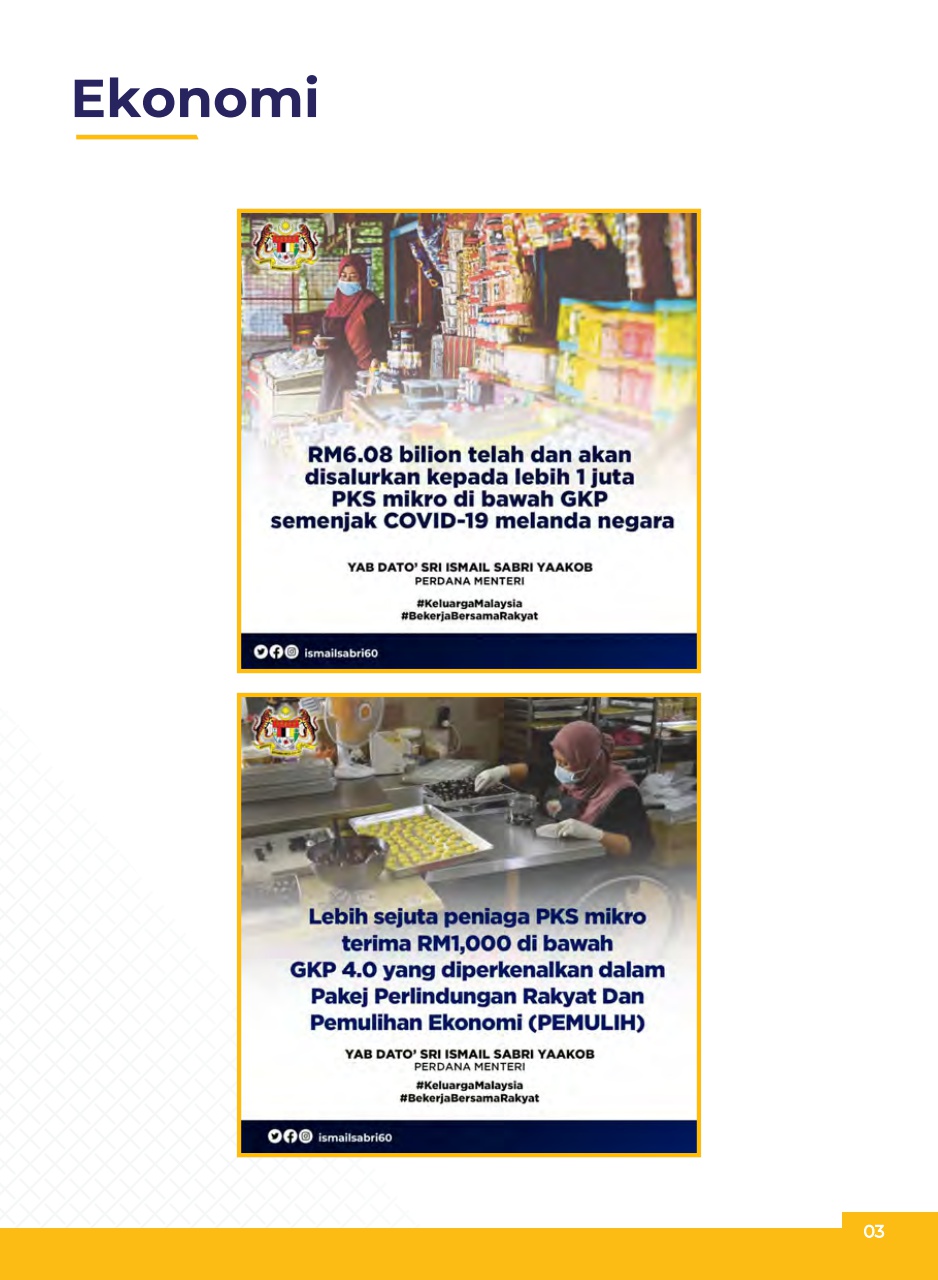 Ekonomi
RM6.08 bilion telah dan akan
disalurkan kepada lebih 1 juta
PKS mikro di bawah GKP
semenjak COVID-19 melanda negara
YAB DATO' SRI ISMAIL SABRI YAAKOB
PERDANA MENTERI
#KeluargaMalaysia
#BekerjaBersamaRakyat
ismailsabri60
Lebih sejuta peniaga PKS mikro
terima RM1,000 di bawah
GKP 4.0 yang diperkenalkan dalam
Pakej Perlindungan Rakyat Dan
Pemulihan Ekonomi (PEMULIH)
YAB DATO' SRI ISMAIL SABRI YAAKOB
PERDANA MENTERI
#KeluargaMalaysia
#BekerjaBersamaRakyat
ismailsabri60
03